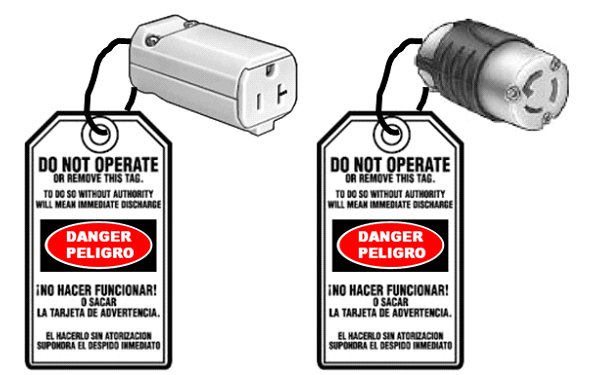 DO NOT OPERATE
OR REMOVE THIS TAG.
TO DO SO WITHOUT AUTHORITY
WILL MEAN IMMEDIATE DISCHARGE
DANGER
PELIGRO
¡NO HACER FUNCIONAR!
O SACAR
LA TARJETA DE ADVERTENCIA.
EL HACERLO SIN ATORIZACION
SUPONDRA EL DESPIDO INMEDIATO
DO NOT OPERATE
OR REMOVE THIS TAG.
TO DO SO WITHOUT AUTHORITY
WILL MEAN IMMEDIATE DISCHARGE
DANGER
PELIGRO
¡NO HACER FUNCIONAR!
O SACAR
LA TARJETA DE ADVERTENCIA.
EL HACERLO SIN ATORIZACION
SUPONDRA EL DESPIDO INMEDIATO